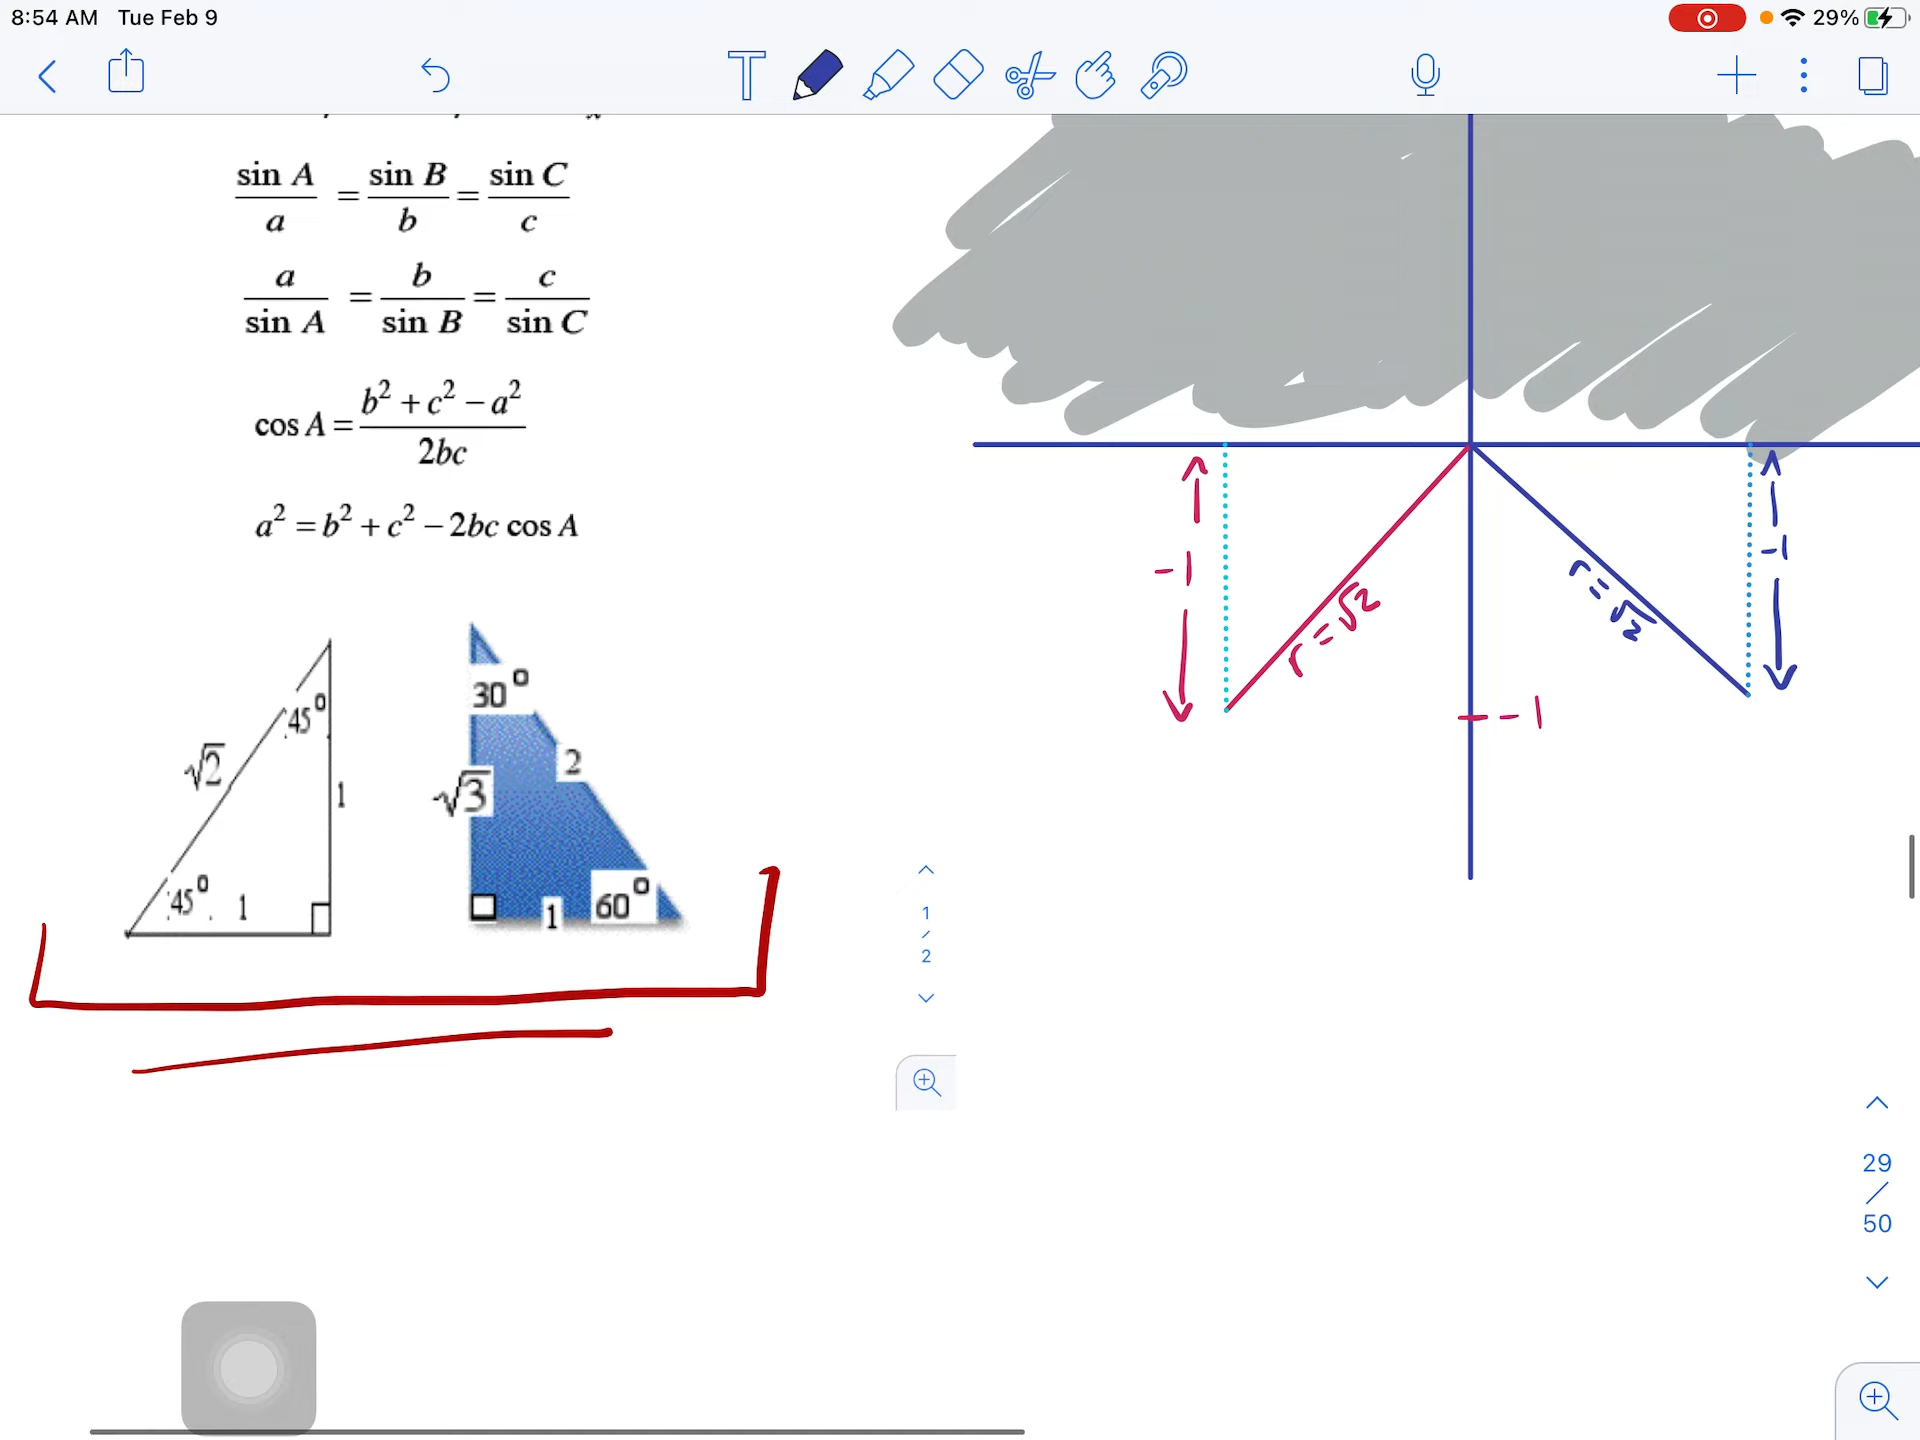 8:54 AM Tue Feb 9
29%
T
sin A / a = sin B / b = sin C / c
a / sin A = b / sin B = c / sin C
cos A = b² + c² − a² / 2bc
a² = b² + c² − 2bc cos A
45°
√2
1
45°
1
30°
2
√3
1
60°
1 / 2
-1
r = √2
r = √2
-1
-1
29 / 50